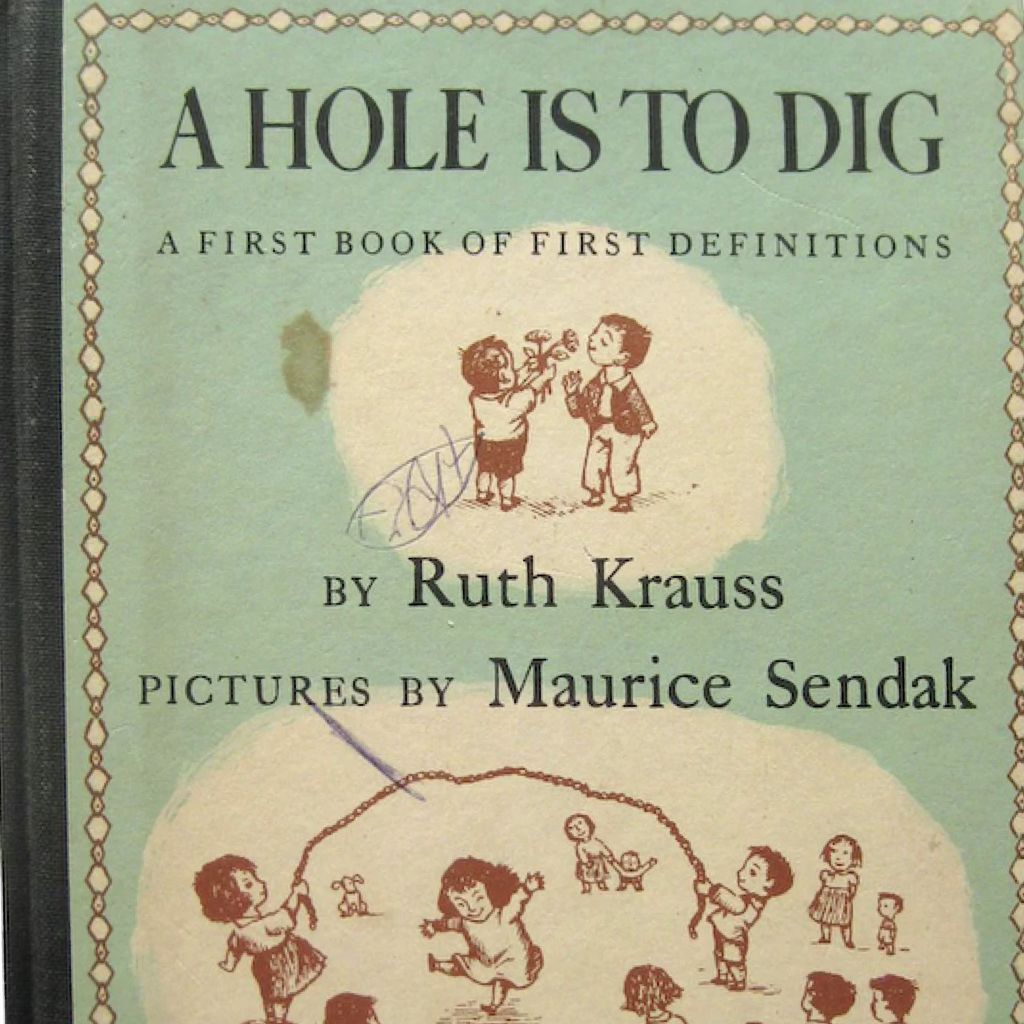 A HOLE IS TO DIG
A FIRST BOOK OF FIRST DEFINITIONS
BY Ruth Krauss
PICTURES BY Maurice Sendak